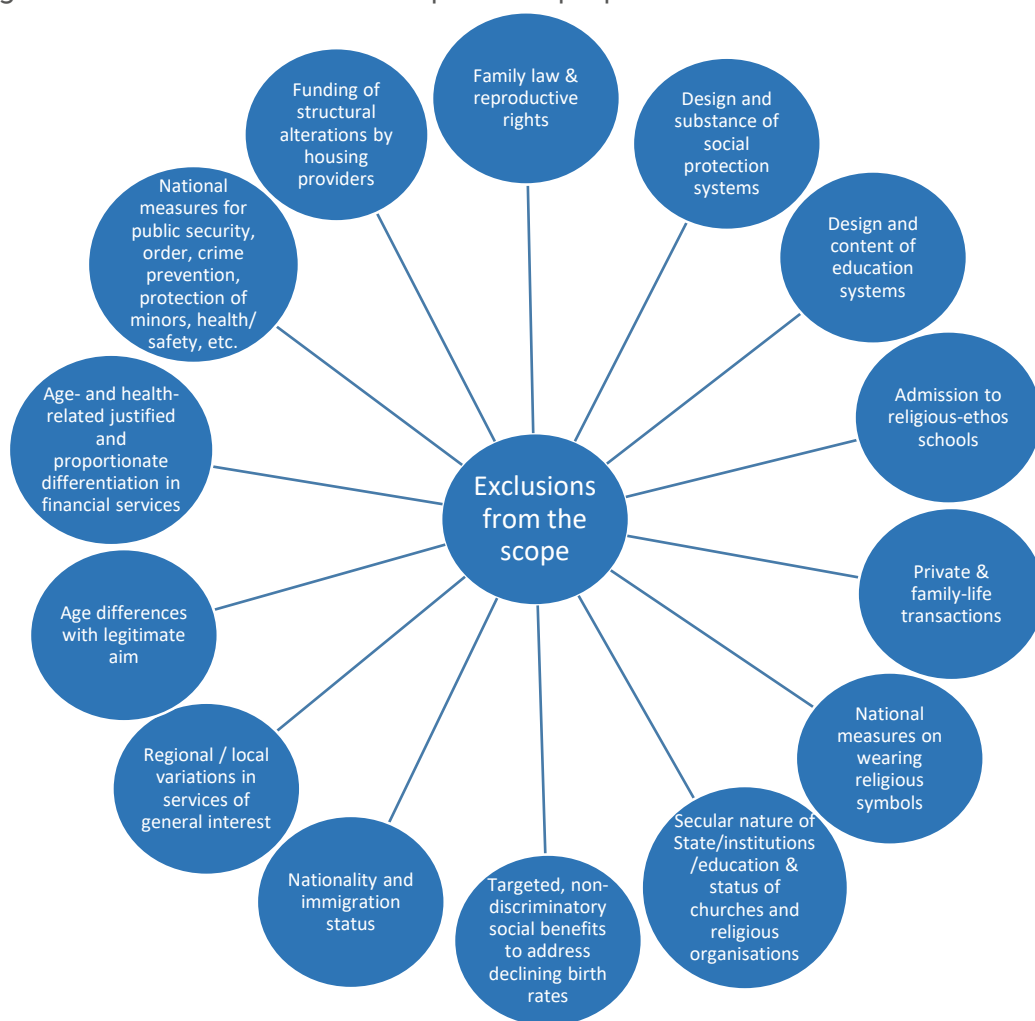 Family law &
reproductive
rights
Design and
substance of
social
protection
systems
Design and
content of
education
systems
Admission to
religious-ethos
schools
Private &
family-life
transactions
National
measures on
wearing
religious
symbols
Secular nature of
State/institutions
/education &
status of
churches and
religious
organisations
Targeted, non-
discriminatory
social benefits
to address
declining birth
rates
Nationality and
immigration
status
Regional / local
variations in
services of
general interest
Age differences
with legitimate
aim
Age- and health-
related justified
and
proportionate
differentiation in
financial services
National
measures for
public security,
order, crime
prevention,
protection of
minors, health/
safety, etc.
Funding of
structural
alterations by
housing
providers
Exclusions
from the
scope